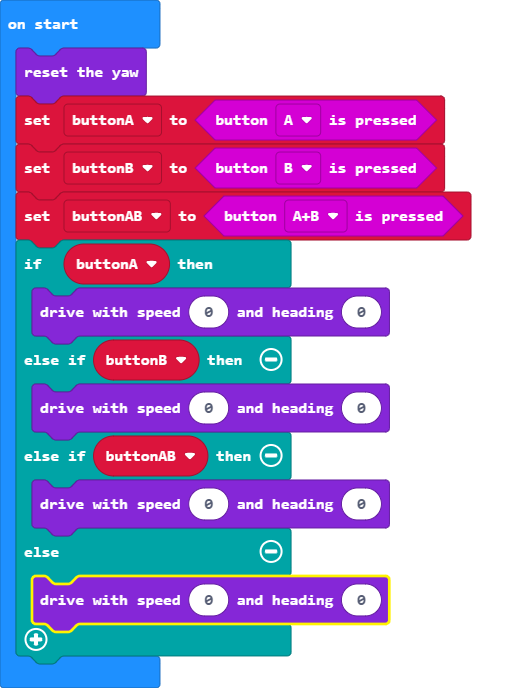 on start
reset the yaw
set buttonA to button A is pressed
set buttonB to button B is pressed
set buttonAB to button A+B is pressed
if buttonA then
drive with speed 0 and heading 0
else if buttonB then
drive with speed 0 and heading 0
else if buttonAB then
drive with speed 0 and heading 0
else
drive with speed 0 and heading 0